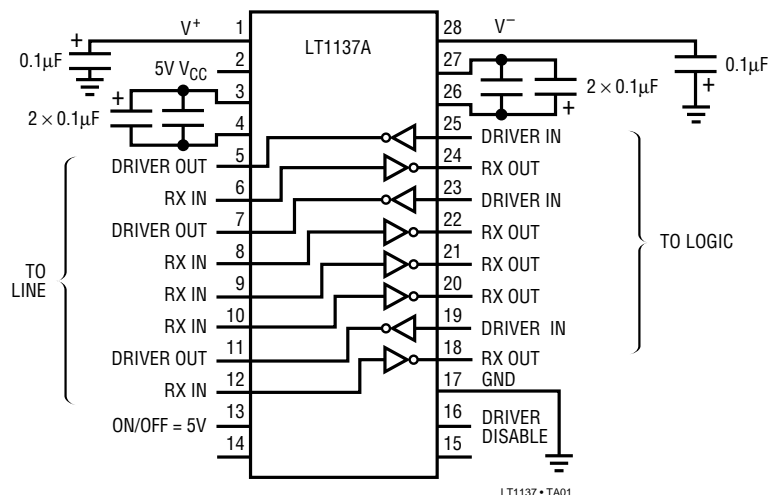 LT1137A
V+
1
28
V−
0.1µF
+
5V VCC
2
27
3
26
+
2 × 0.1µF
4
25
DRIVER IN
+
2 × 0.1µF
+
0.1µF
DRIVER OUT
5
24
RX OUT
RX IN
6
23
DRIVER IN
DRIVER OUT
7
22
RX OUT
RX IN
8
21
RX OUT
RX IN
9
20
RX OUT
RX IN
10
19
DRIVER IN
DRIVER OUT
11
18
RX OUT
RX IN
12
17
GND
ON/OFF = 5V
13
16
DRIVER
DISABLE
14
15
TO
LINE
TO LOGIC
LT1137 • TA01